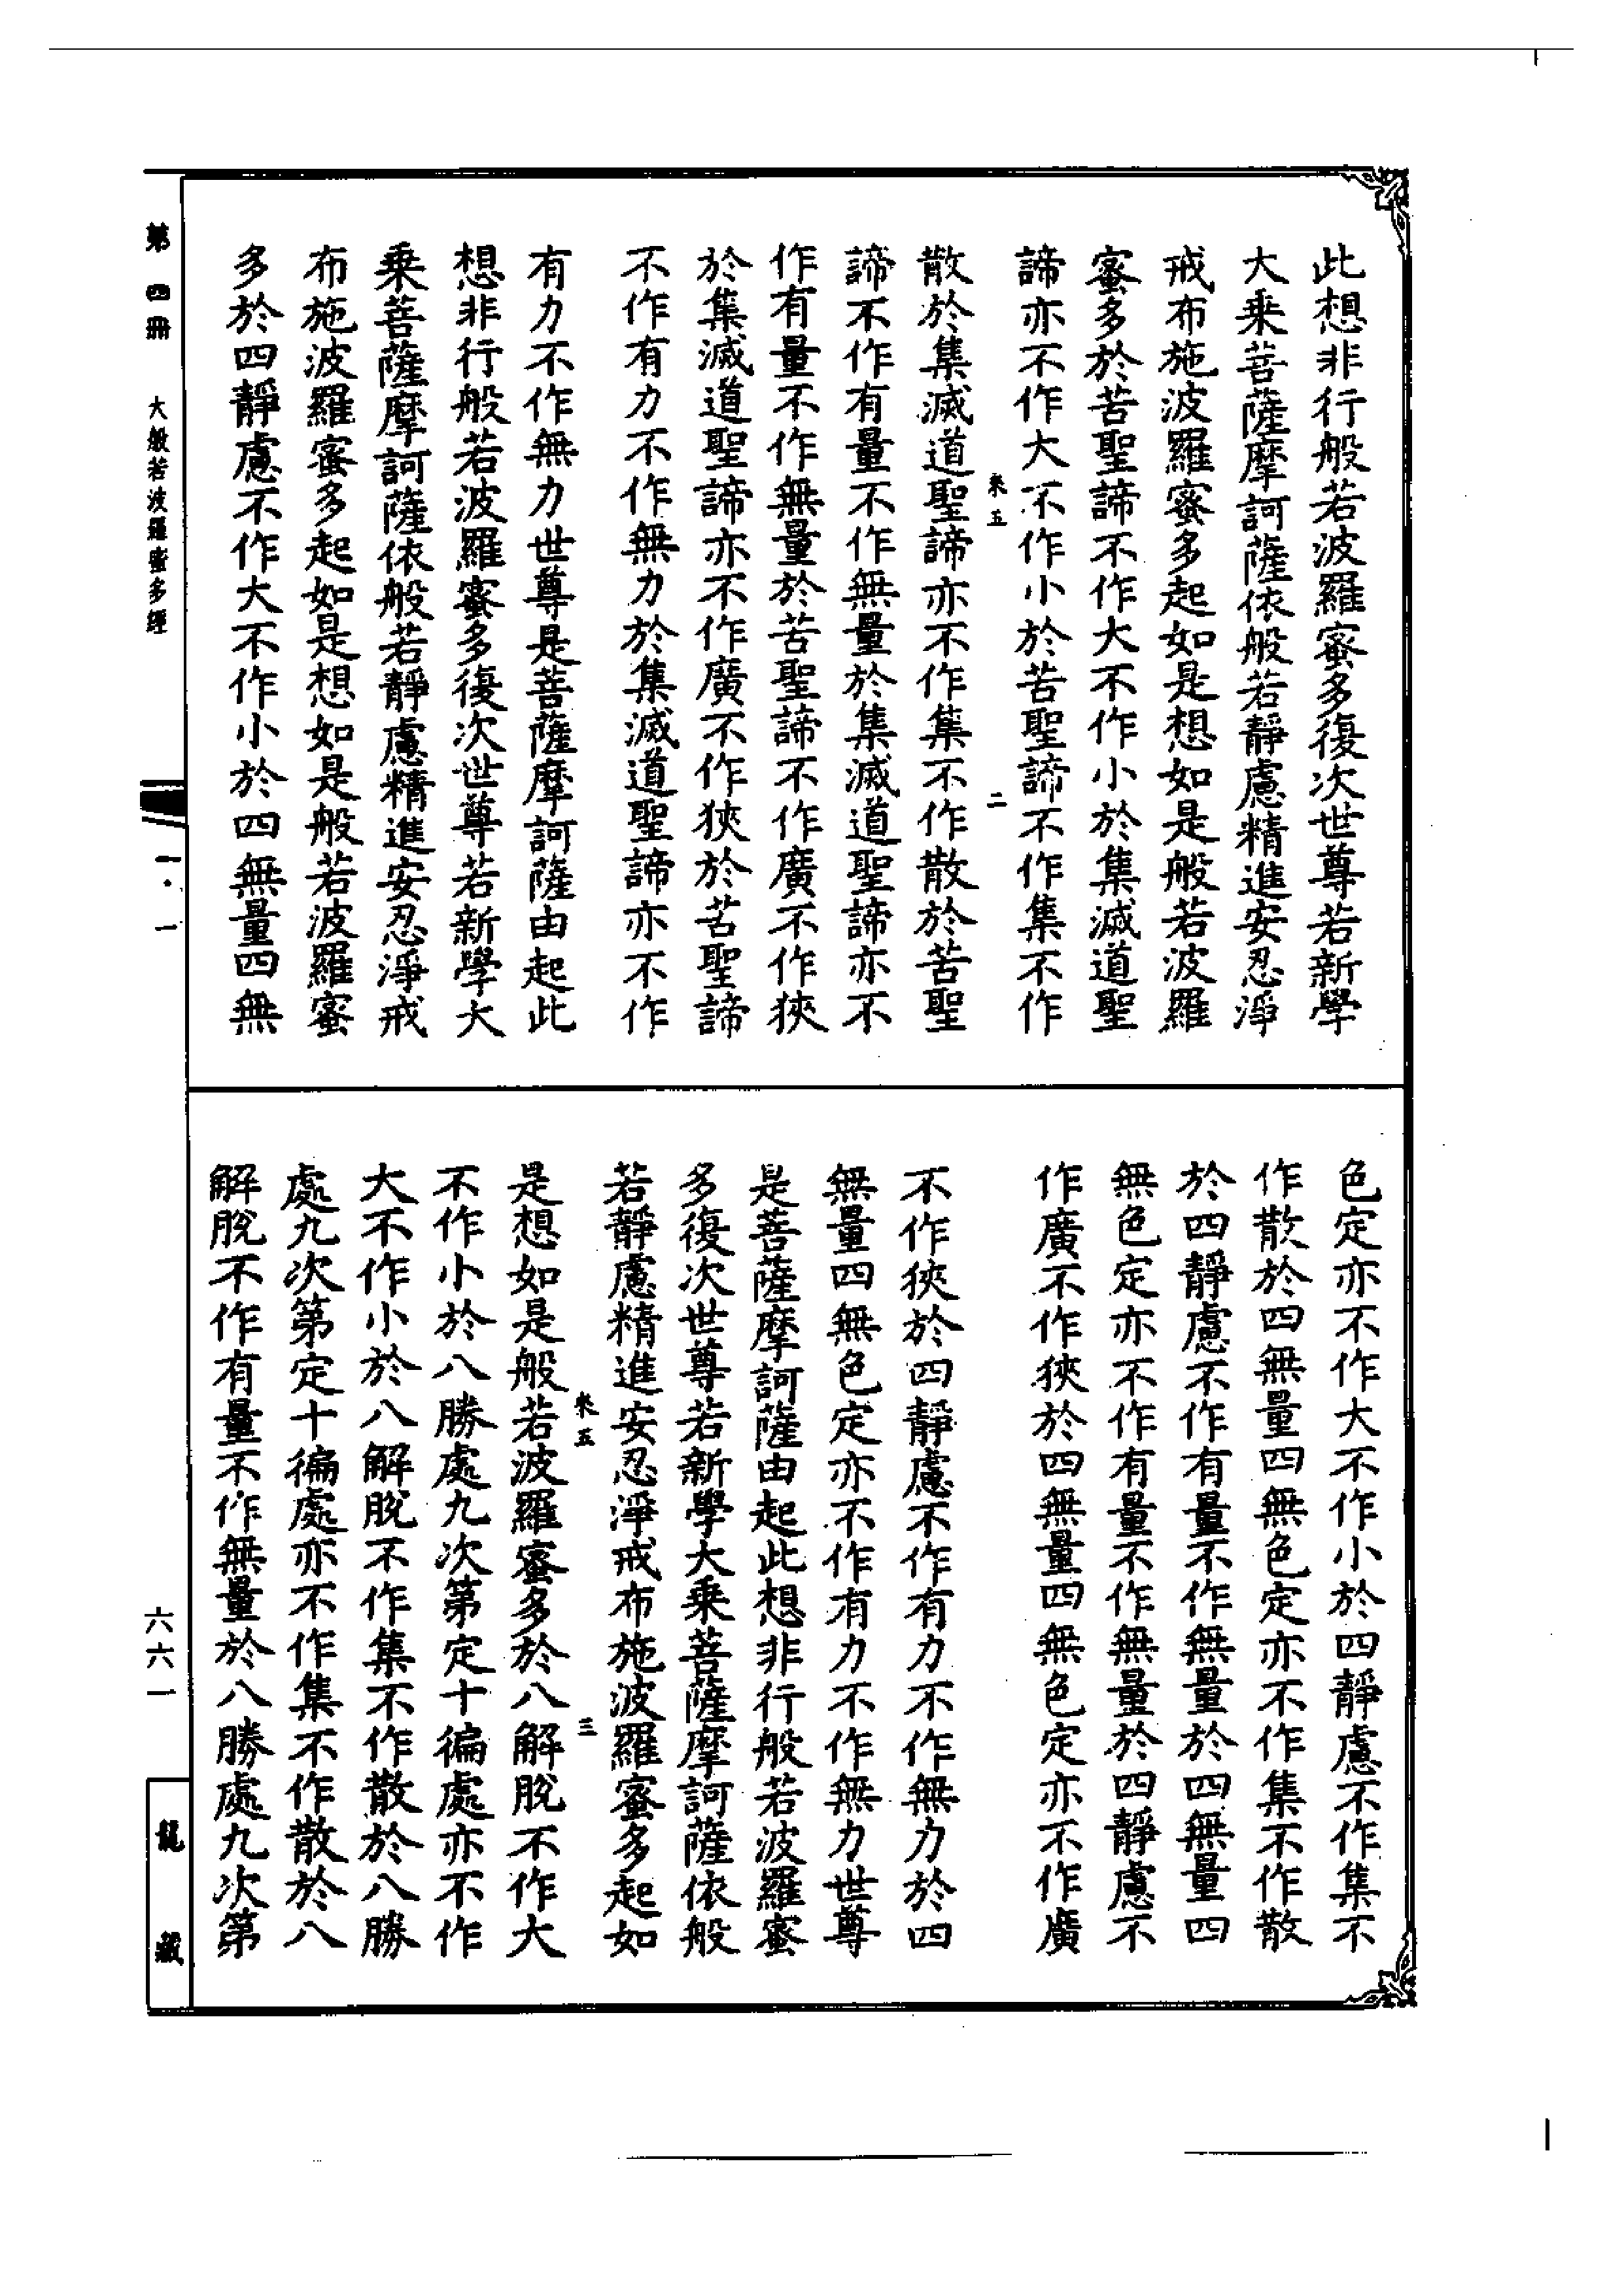 此想非行般若波羅蜜多復次世尊若新學
大乗菩薩摩訶薩依般若靜慮精進安忍淨
戒布施波羅蜜多起如是想如是般若波羅
蜜多於苦聖諦不作大不作小於集滅道聖
諦亦不作大不作小於苦聖諦不作集不作
來五 二
散於集滅道聖諦亦不作集不作散於苦聖
諦不作有量不作無量於集滅道聖諦亦不
作有量不作無量於苦聖諦不作廣不作狹
於集滅道聖諦亦不作廣不作狹於苦聖諦
不作有力不作無力於集滅道聖諦亦不作
有力不作無力世尊是菩薩摩訶薩由起此
想非行般若波羅蜜多復次世尊若新學大
乗菩薩摩訶薩依般若靜慮精進安忍淨戒
布施波羅蜜多起如是想如是般若波羅蜜
多於四靜慮不作大不作小於四無量四無
色定亦不作大不作小於四靜慮不作集不
作散於四無量四無色定亦不作集不作散
於四靜慮不作有量不作無量於四無量四
無色定亦不作有量不作無量於四靜慮不
作廣不作狹於四無量四無色定亦不作廣
不作狹於四靜慮不作有力不作無力於四
無量四無色定亦不作有力不作無力世尊
是菩薩摩訶薩由起此想非行般若波羅蜜
多復次世尊若新學大乗菩薩摩訶薩依般
若靜慮精進安忍淨戒布施波羅蜜多起如
來五 三
是想如是般若波羅蜜多於八解脫不作大
不作小於八勝處九次第定十徧處亦不作
大不作小於八解脫不作集不作散於八勝
處九次第定十徧處亦不作集不作散於八
解脫不作有量不作無量於八勝處九次第
第四冊 大般若波羅蜜多經 一·一 六六一 龍藏